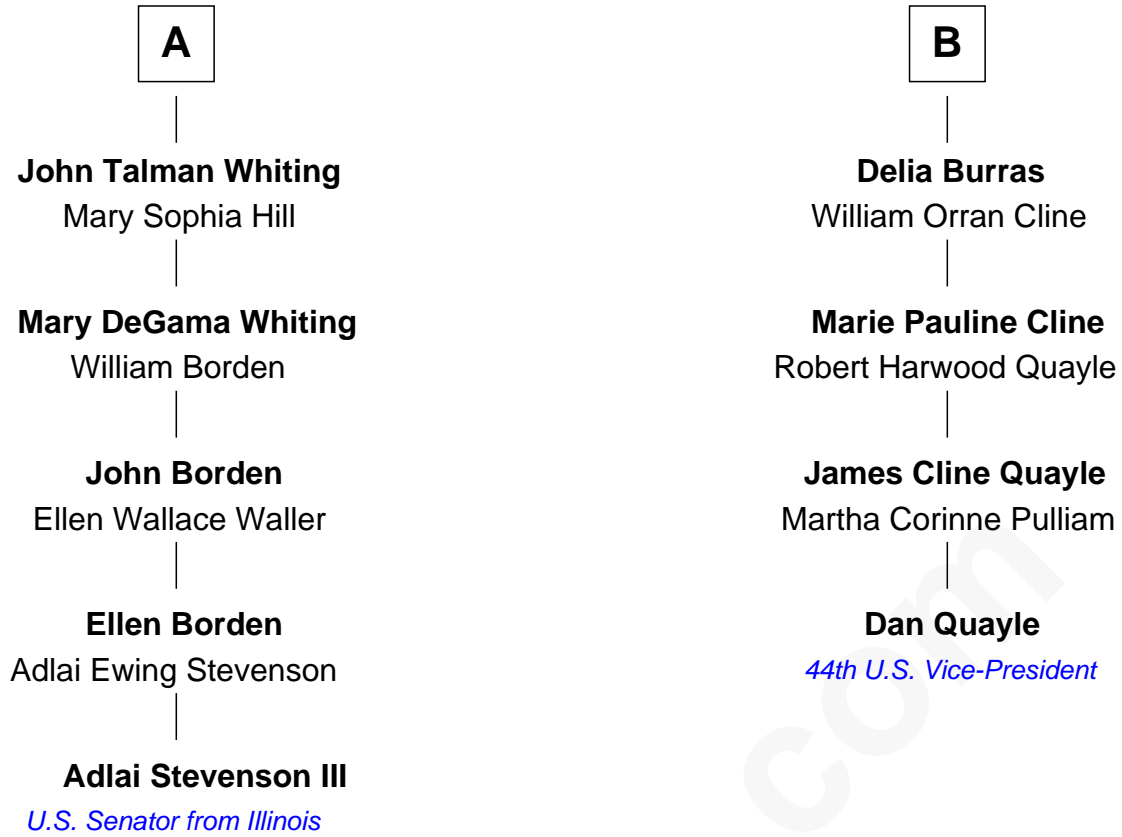 A
John Talman Whiting
Mary Sophia Hill
Mary DeGama Whiting
William Borden
John Borden
Ellen Wallace Waller
Ellen Borden
Adlai Ewing Stevenson
Adlai Stevenson III
U.S. Senator from Illinois
B
Delia Burras
William Orran Cline
Marie Pauline Cline
Robert Harwood Quayle
James Cline Quayle
Martha Corinne Pulliam
Dan Quayle
44th U.S. Vice-President
com